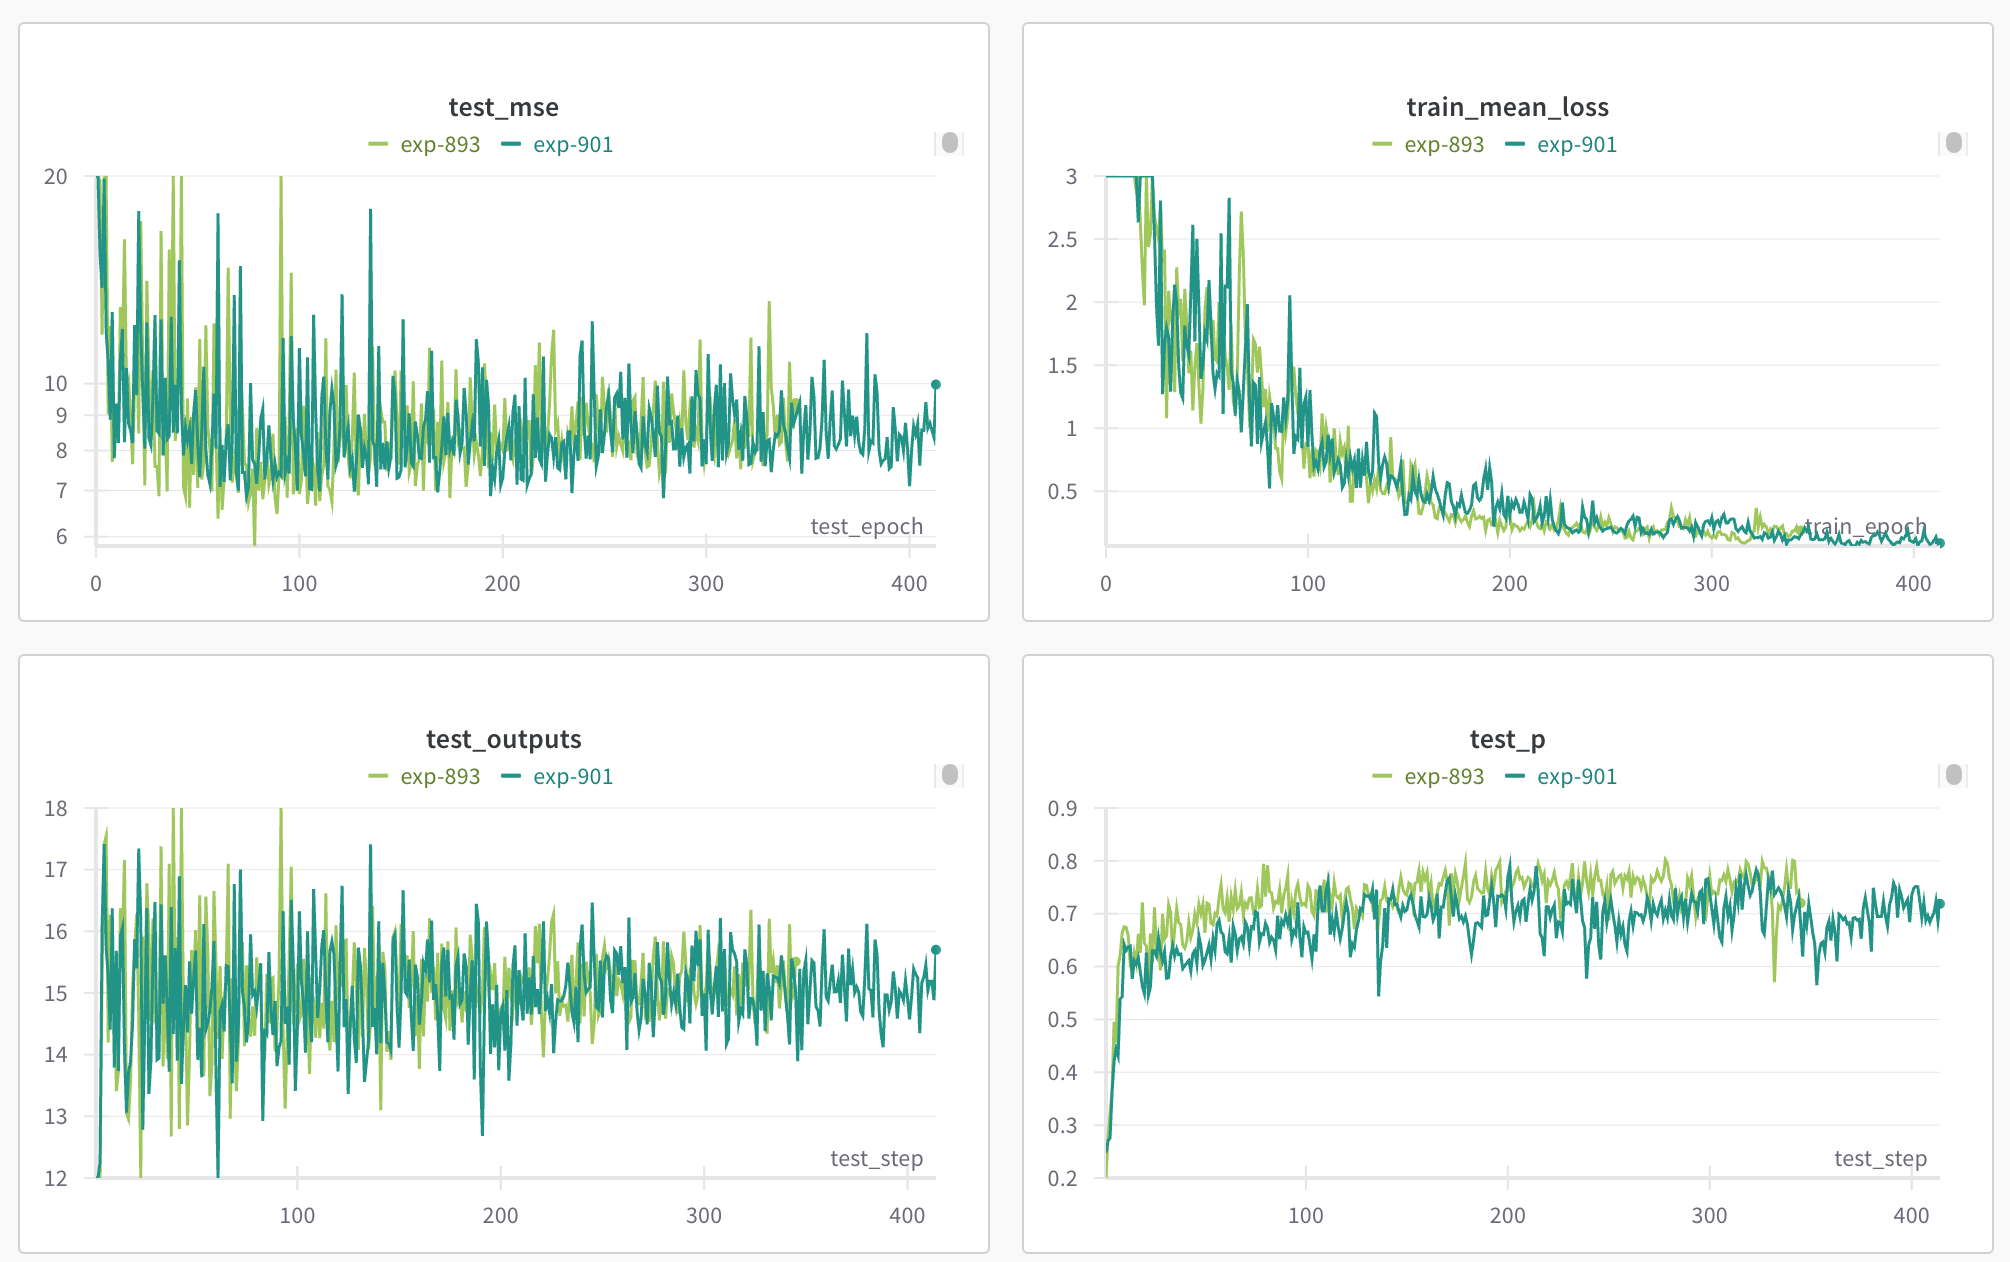 test_mse
exp-893 exp-901
20
10
9
8
7
6
test_epoch
0 100 200 300 400
train_mean_loss
exp-893 exp-901
3
2.5
2
1.5
1
0.5
train_epoch
0 100 200 300 400
test_outputs
exp-893 exp-901
18
17
16
15
14
13
12
test_step
100 200 300 400
test_p
exp-893 exp-901
0.9
0.8
0.7
0.6
0.5
0.4
0.3
0.2
test_step
100 200 300 400